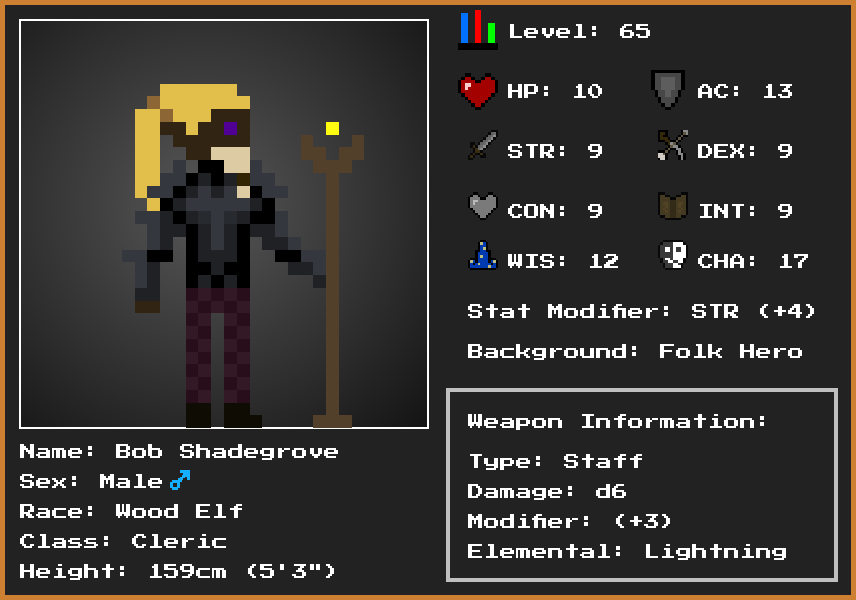 Level: 65
HP: 10 AC: 13
STR: 9 DEX: 9
CON: 9 INT: 9
WIS: 12 CHA: 17
Stat Modifier: STR (+4)
Background: Folk Hero
Weapon Information:
Type: Staff
Damage: d6
Modifier: (+3)
Elemental: Lightning
Name: Bob Shadegrove
Sex: Male ♂
Race: Wood Elf
Class: Cleric
Height: 159cm (5'3")